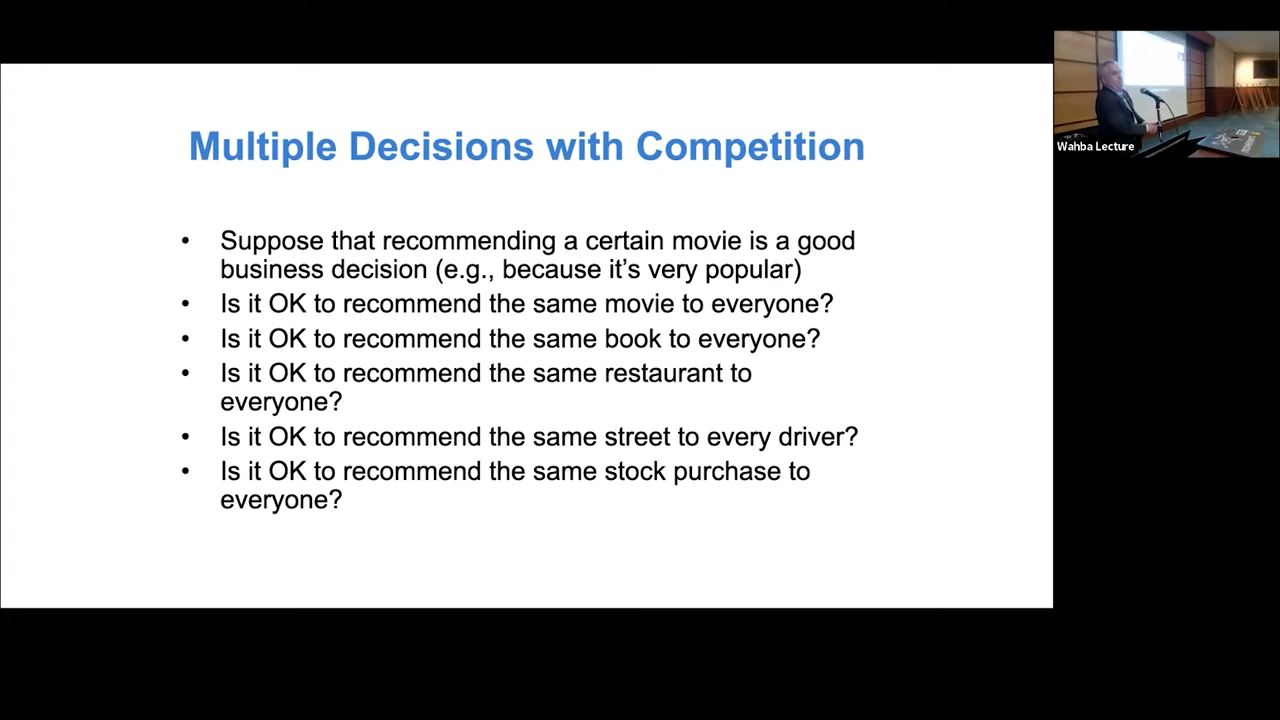 Multiple Decisions with Competition
• Suppose that recommending a certain movie is a good
business decision (e.g., because it's very popular)
• Is it OK to recommend the same movie to everyone?
• Is it OK to recommend the same book to everyone?
• Is it OK to recommend the same restaurant to
everyone?
• Is it OK to recommend the same street to every driver?
• Is it OK to recommend the same stock purchase to
everyone?
Wahba Lecture